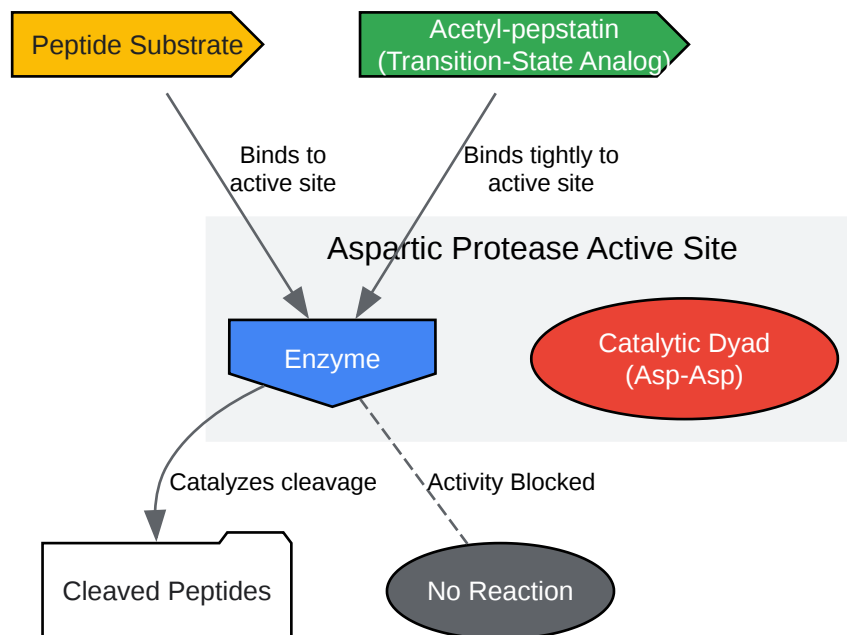 Peptide Substrate
Acetyl-pepstatin
(Transition-State Analog)
Binds to
active site
Binds tightly to
active site
Aspartic Protease Active Site
Enzyme
Catalytic Dyad
(Asp-Asp)
Catalyzes cleavage
Activity Blocked
Cleaved Peptides
No Reaction